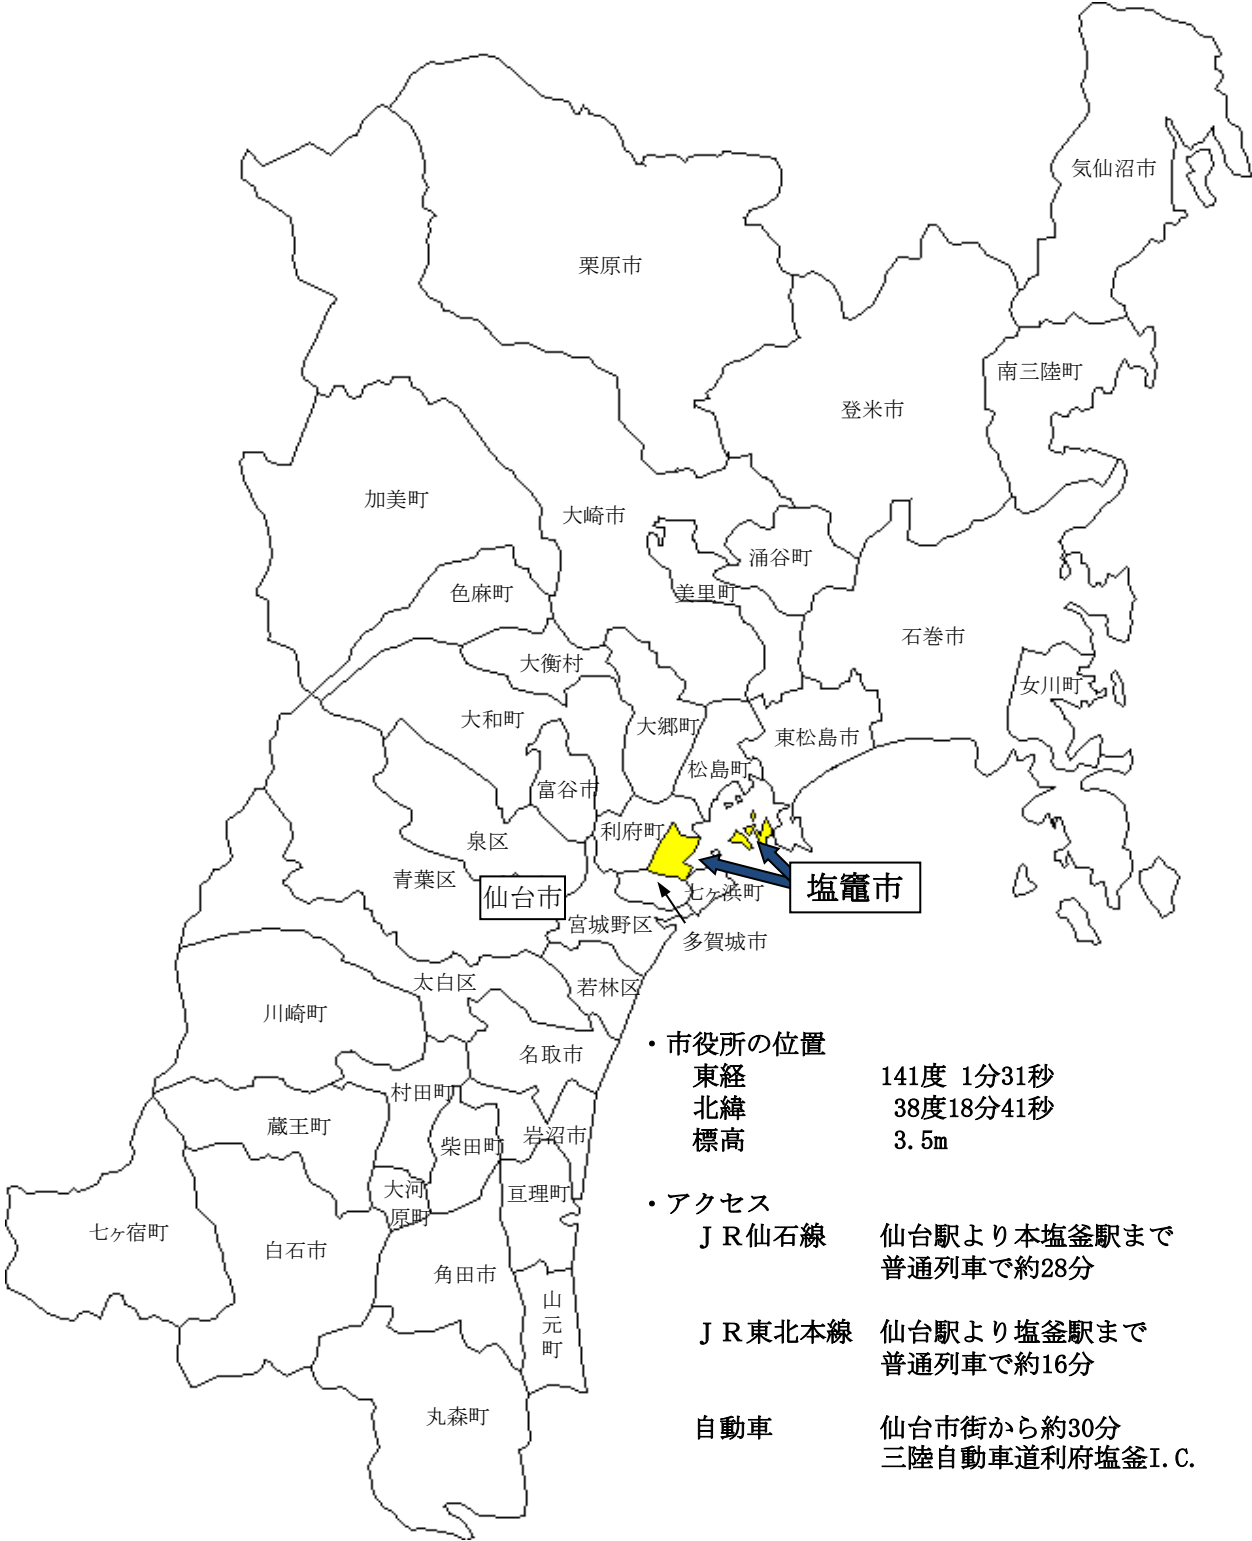 気仙沼市
栗原市
南三陸町
登米市
加美町
大崎市
涌谷町
色麻町
美里町
石巻市
大衡村
女川町
大和町
大郷町
東松島市
松島町
富谷市
利府町
泉区
青葉区
仙台市
塩竈市
七ヶ浜町
宮城野区
多賀城市
太白区
若林区
川崎町
名取市
村田町
蔵王町
柴田町
岩沼市
大河
原町
亘理町
七ヶ宿町
白石市
角田市
山
元
町
丸森町
・市役所の位置
東経 141度 1分31秒
北緯 38度18分41秒
標高 3.5m
・アクセス
ＪＲ仙石線 仙台駅より本塩釜駅まで
普通列車で約28分
ＪＲ東北本線 仙台駅より塩釜駅まで
普通列車で約16分
自動車 仙台市街から約30分
三陸自動車道利府塩釜I.C.